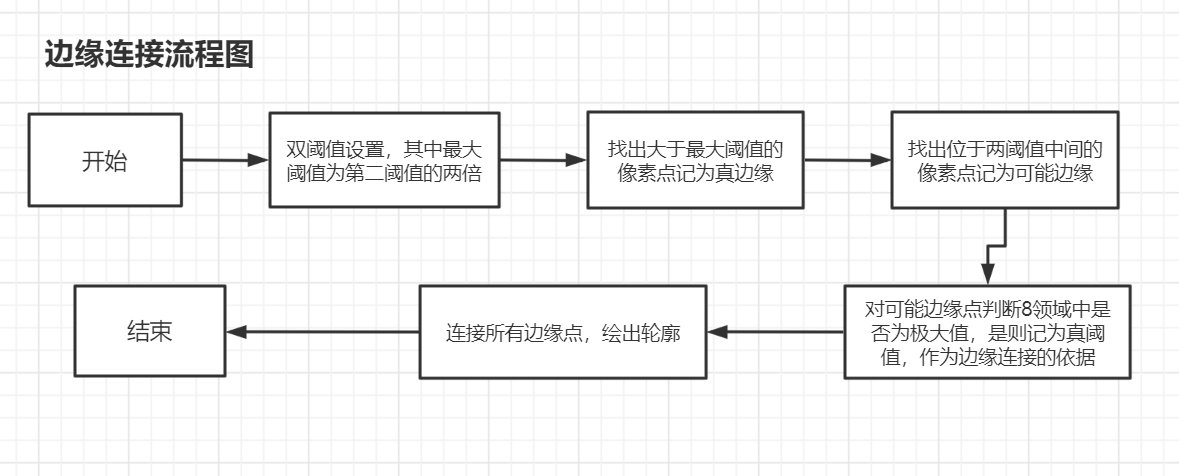 边缘连接流程图
开始
双阈值设置，其中最大
阈值为第二阈值的两倍
找出大于最大阈值的
像素点记为真边缘
找出位于两阈值中间的
像素点记为可能边缘
对可能边缘点判断8领域中是
否为极大值，是则记为真阈
值，作为边缘连接的依据
连接所有边缘点，绘出轮廓
结束